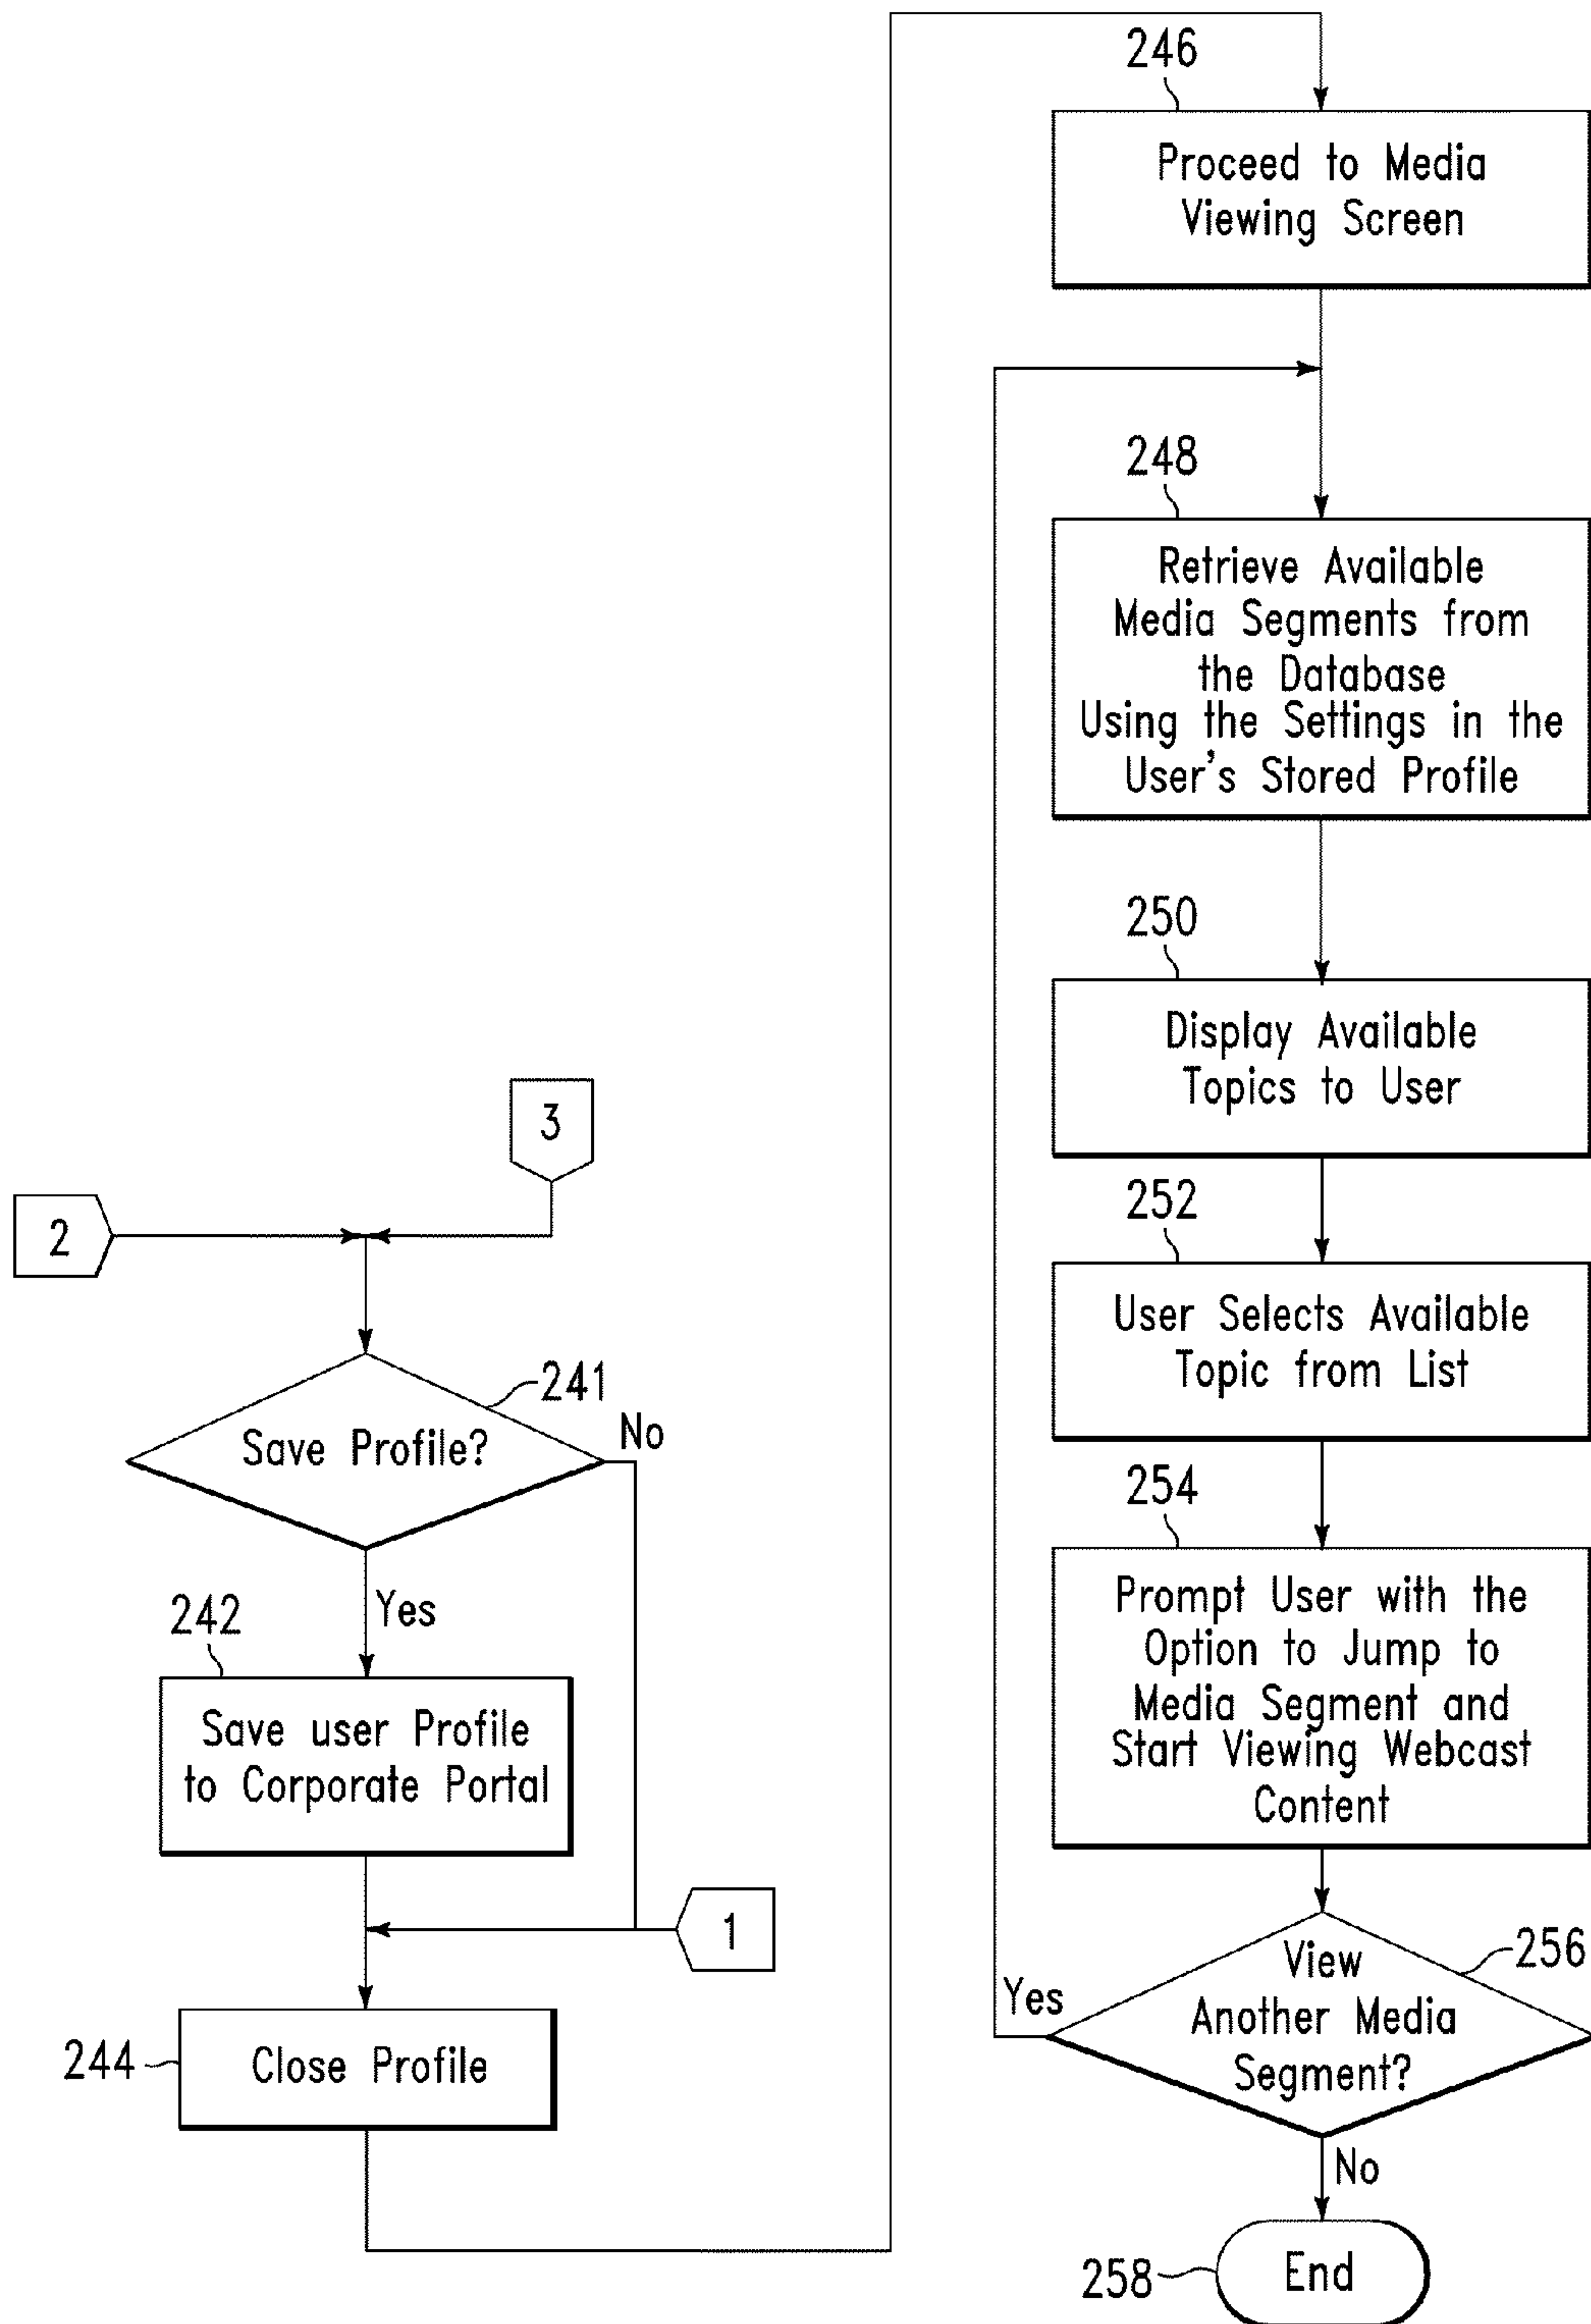 3
2
241
Save Profile?
No
Yes
242
Save user Profile
to Corporate Portal
1
244
Close Profile
246
Proceed to Media
Viewing Screen
248
Retrieve Available
Media Segments from
the Database
Using the Settings in the
User's Stored Profile
250
Display Available
Topics to User
252
User Selects Available
Topic from List
254
Prompt User with the
Option to Jump to
Media Segment and
Start Viewing Webcast
Content
256
View
Another Media
Segment?
Yes
No
258
End